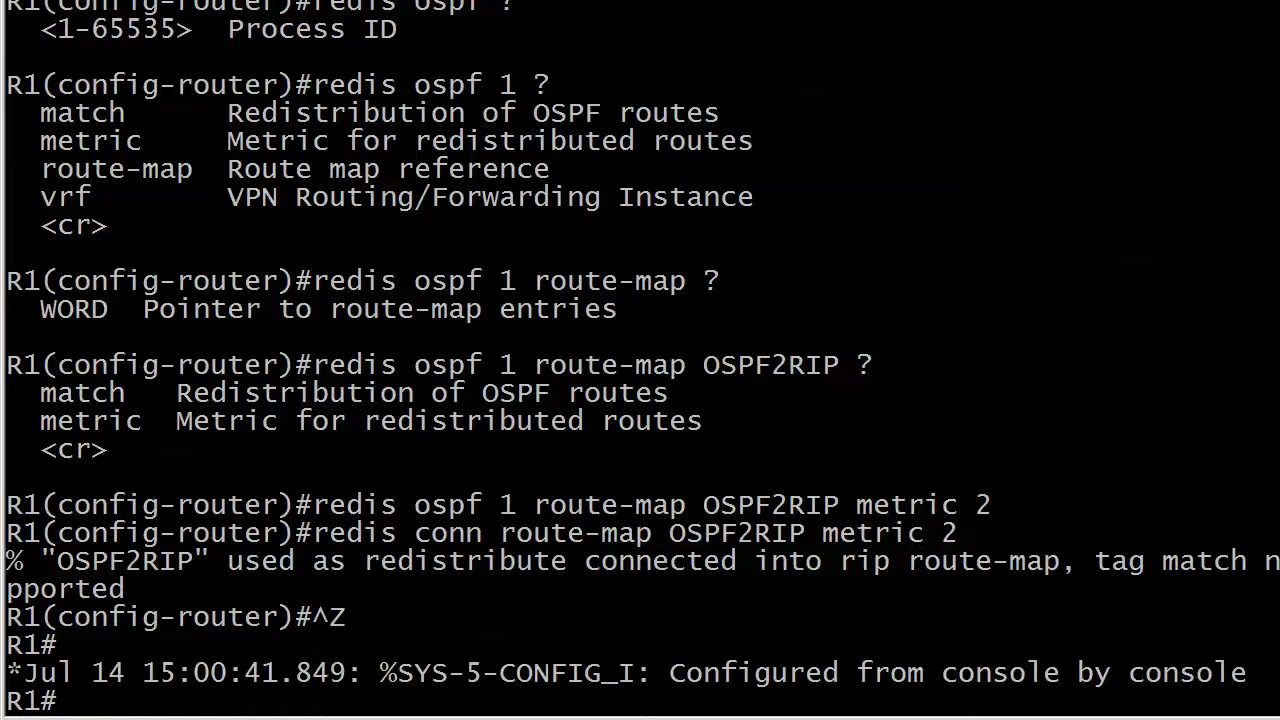 R1(config-router)#redis ospf ?
  <1-65535>  Process ID
R1(config-router)#redis ospf 1 ?
  match      Redistribution of OSPF routes
  metric     Metric for redistributed routes
  route-map  Route map reference
  vrf        VPN Routing/Forwarding Instance
  <cr>
R1(config-router)#redis ospf 1 route-map ?
  WORD  Pointer to route-map entries
R1(config-router)#redis ospf 1 route-map OSPF2RIP ?
  match   Redistribution of OSPF routes
  metric  Metric for redistributed routes
  <cr>
R1(config-router)#redis ospf 1 route-map OSPF2RIP metric 2
R1(config-router)#redis conn route-map OSPF2RIP metric 2
% "OSPF2RIP" used as redistribute connected into rip route-map, tag match n
pported
R1(config-router)#^Z
R1#
*Jul 14 15:00:41.849: %SYS-5-CONFIG_I: Configured from console by console
R1#